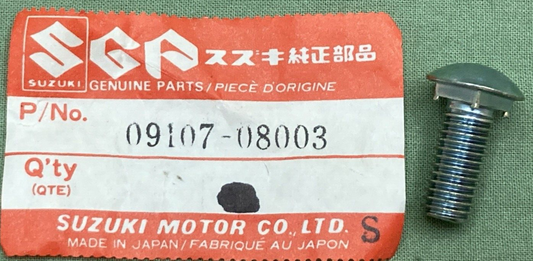 SGP スズキ純正部品
SUZUKI GENUINE PARTS/PIECÈ D'ORIGINE
P/No. 09107-08003
Q'ty
(QTE)
SUZUKI MOTOR CO., LTD. S
MADE IN JAPAN/FABRIQUÉ AU JAPON